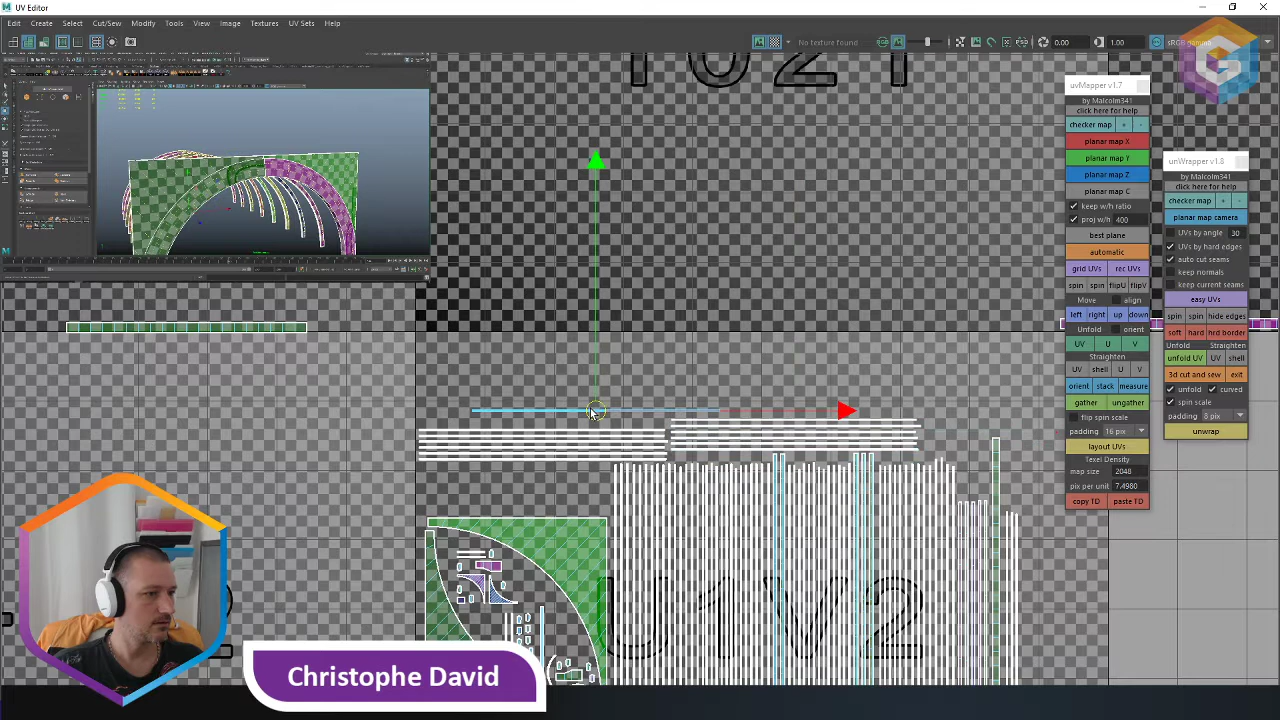 UV Editor
Edit Create Select Cut/Sew Modify Tools View Image Textures UV Sets Help
No texture found
0.00
1.00
sRGB gamma
1021
uvMapper v1.7
by Malcolm341
click here for help
checker map + -
planar map X
planar map Y
planar map Z
planar map C
keep w/h ratio
proj w/h 400
best plane
automatic
grid UVs rec UVs
spin spin flipU flipV
Move align
left right up down
Unfold orient
UV U V
Straighten
UV shell U V
orient stack measure
gather ungather
flip spin scale
padding 16 pix
layout UVs
Texel Density
map size 2048
pix per unit 7.4980
copy TD paste TD
unWrapper v1.8
by Malcolm341
click here for help
checker map + -
planar map camera
UVs by angle 30
UVs by hard edges
auto cut seams
keep normals
keep current seams
easy UVs
spin spin hide edges
soft hard hrd border
Unfold Straighten
unfold UV UV shell
3d cut and sew exit
unfold curved
spin scale
padding 8 pix
unwrap
U1V2
Christophe David